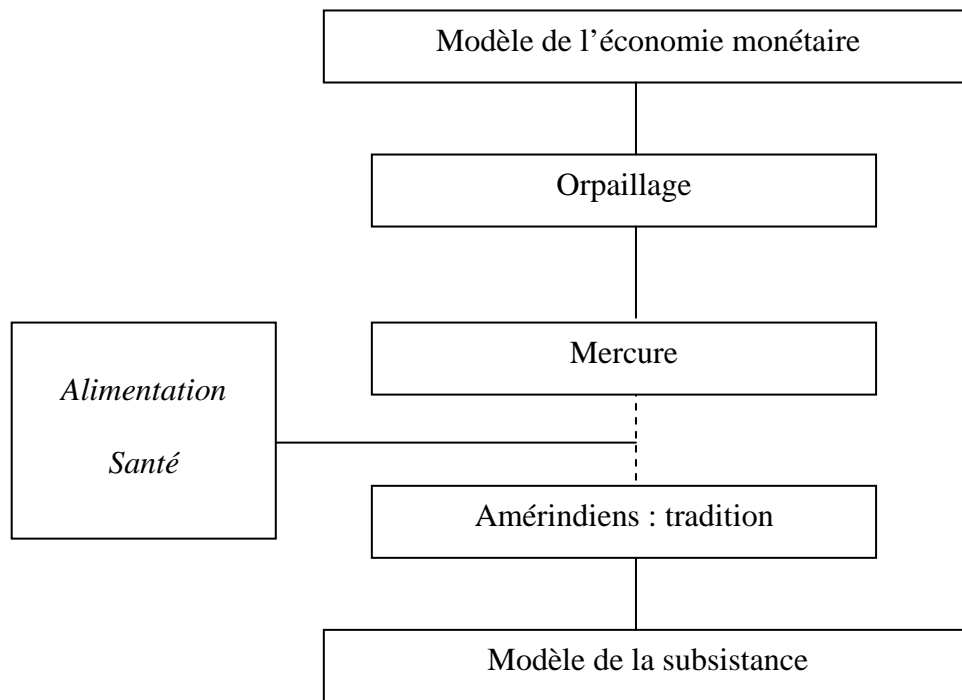 Modèle de l’économie monétaire
Orpaillage
Mercure
Alimentation
Santé
Amérindiens : tradition
Modèle de la subsistance